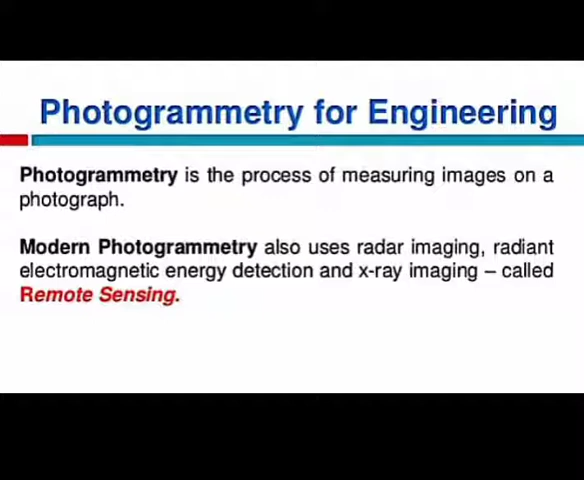 Photogrammetry for Engineering
Photogrammetry is the process of measuring images on a
photograph.
Modern Photogrammetry also uses radar imaging, radiant
electromagnetic energy detection and x-ray imaging – called
Remote Sensing.